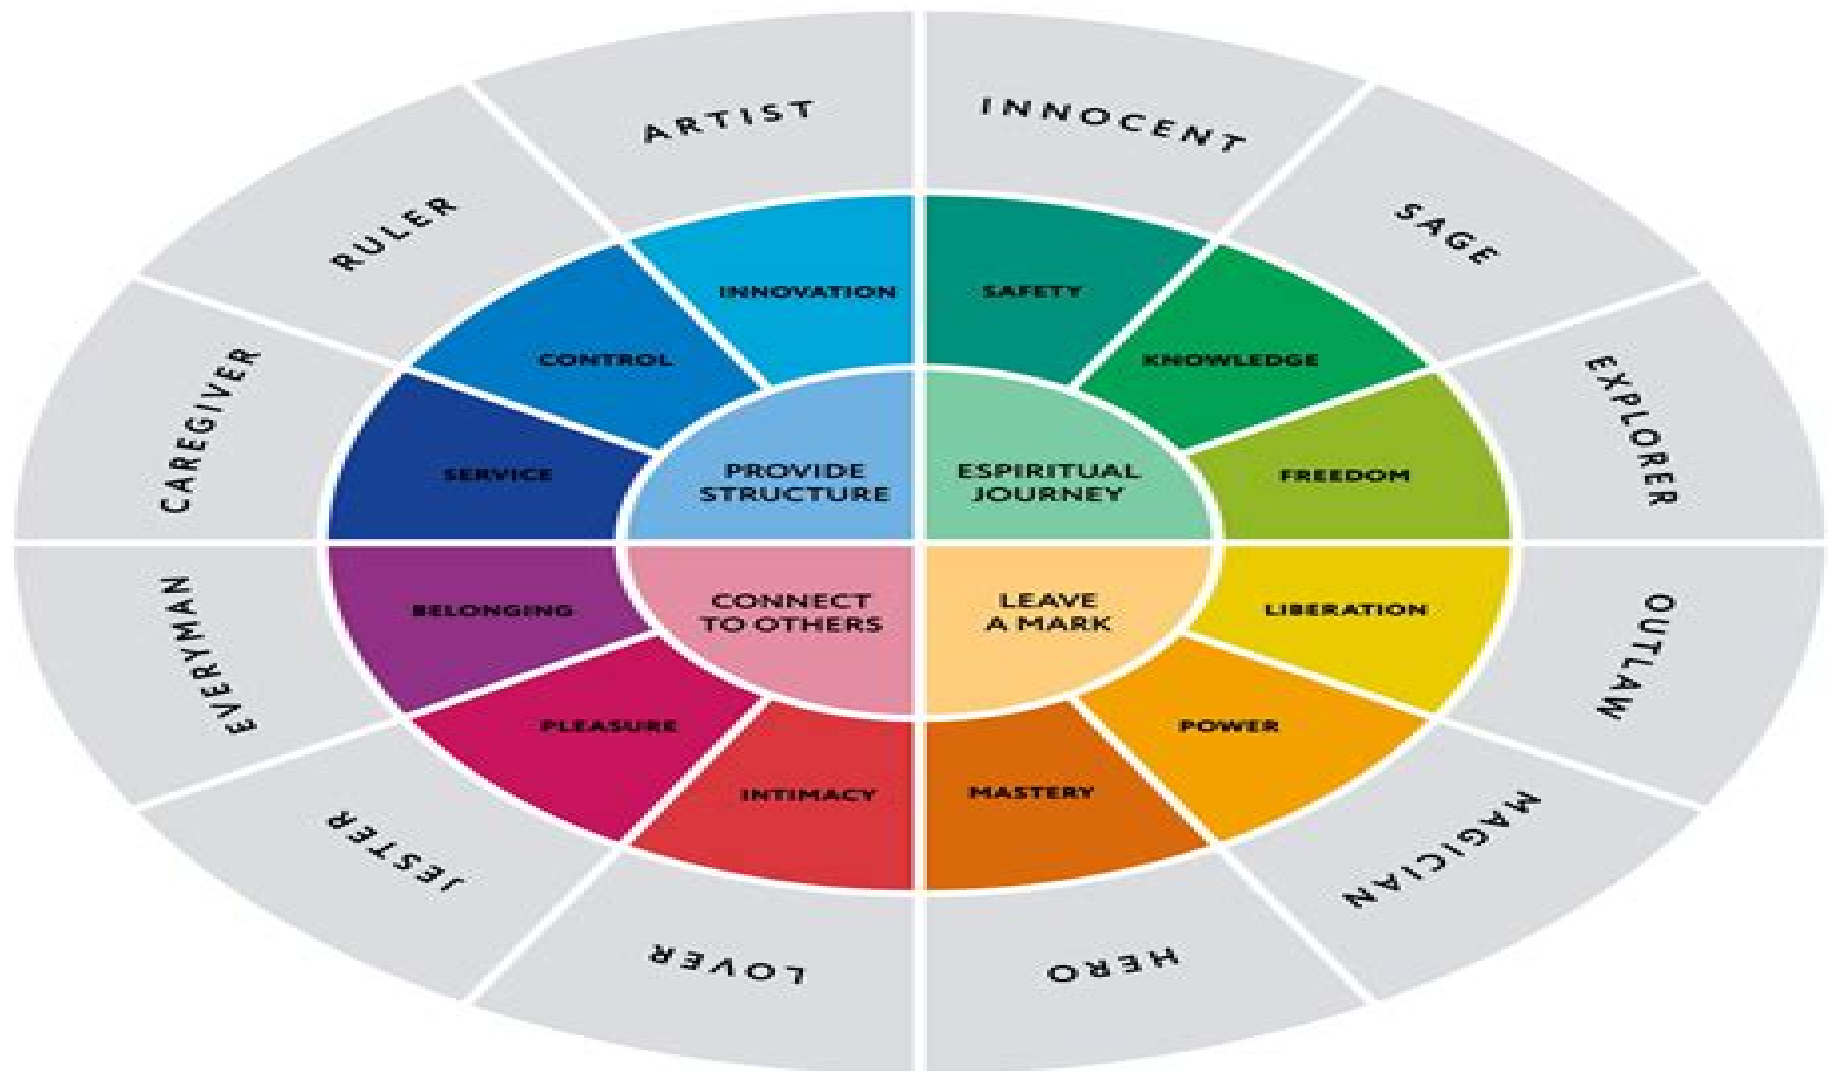 ARTIST
INNOCENT
RULER
SAGE
CAREGIVER
EXPLORER
EVERYMAN
OUTLAW
JESTER
MAGICIAN
LOVER
HERO
INNOVATION
SAFETY
CONTROL
KNOWLEDGE
SERVICE
FREEDOM
BELONGING
LIBERATION
PLEASURE
POWER
INTIMACY
MASTERY
PROVIDE
STRUCTURE
ESPIRITUAL
JOURNEY
CONNECT
TO OTHERS
LEAVE
A MARK